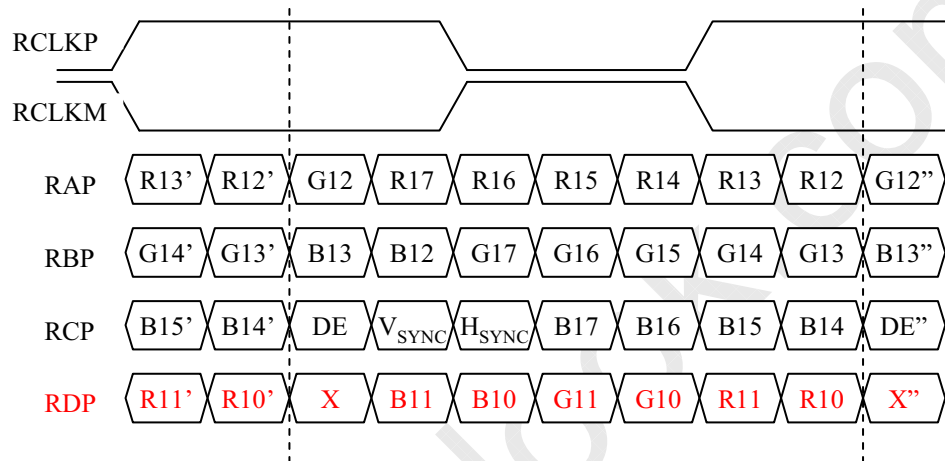 RCLKP
RCLKM
RAP R13’ R12’ G12 R17 R16 R15 R14 R13 R12 G12”
RBP G14’ G13’ B13 B12 G17 G16 G15 G14 G13 B13”
RCP B15’ B14’ DE VSYNC HSYNC B17 B16 B15 B14 DE”
RDP R11’ R10’ X B11 B10 G11 G10 R11 R10 X”